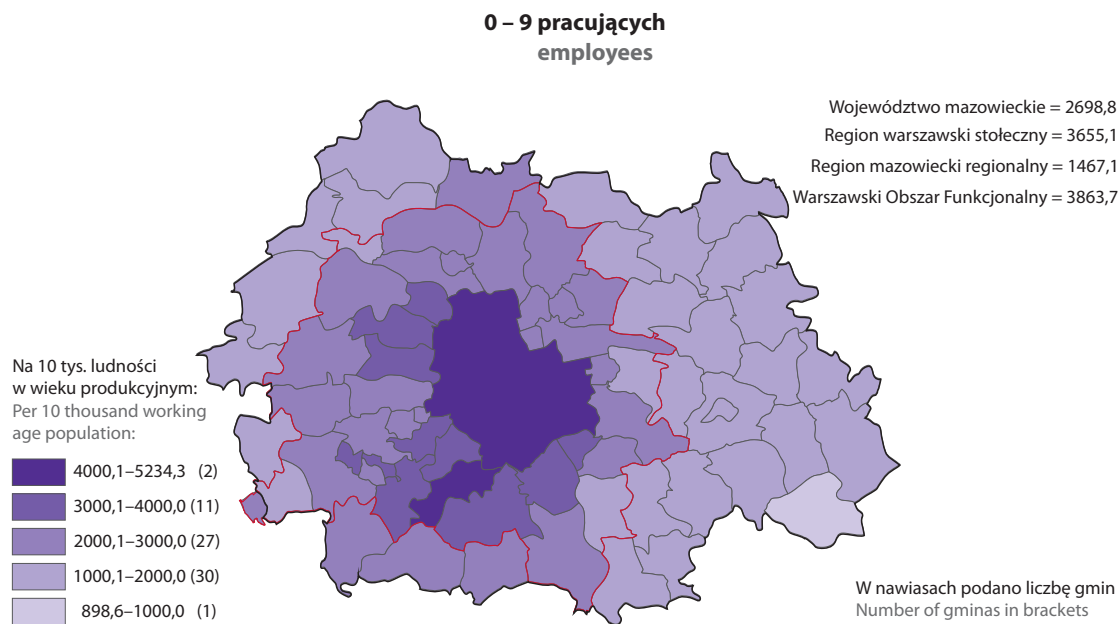 0 – 9 pracujących
employees
Województwo mazowieckie = 2698,8
Region warszawski stołeczny = 3655,1
Region mazowiecki regionalny = 1467,1
Warszawski Obszar Funkcjonalny = 3863,7
Na 10 tys. ludności
w wieku produkcyjnym:
Per 10 thousand working
age population:
4000,1–5234,3 (2)
3000,1–4000,0 (11)
2000,1–3000,0 (27)
1000,1–2000,0 (30)
898,6–1000,0 (1)
W nawiasach podano liczbę gmin
Number of gminas in brackets